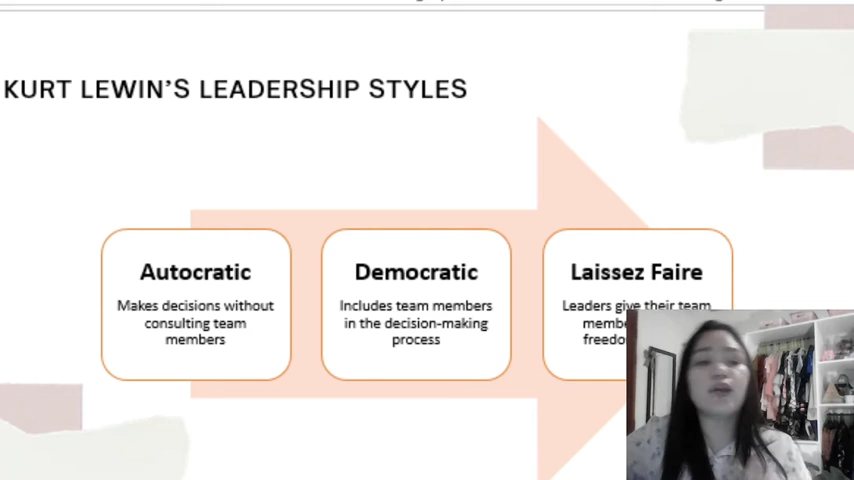 KURT LEWIN'S LEADERSHIP STYLES
Autocratic
Makes decisions without
consulting team
members
Democratic
Includes team members
in the decision-making
process
Laissez Faire
Leaders give their team